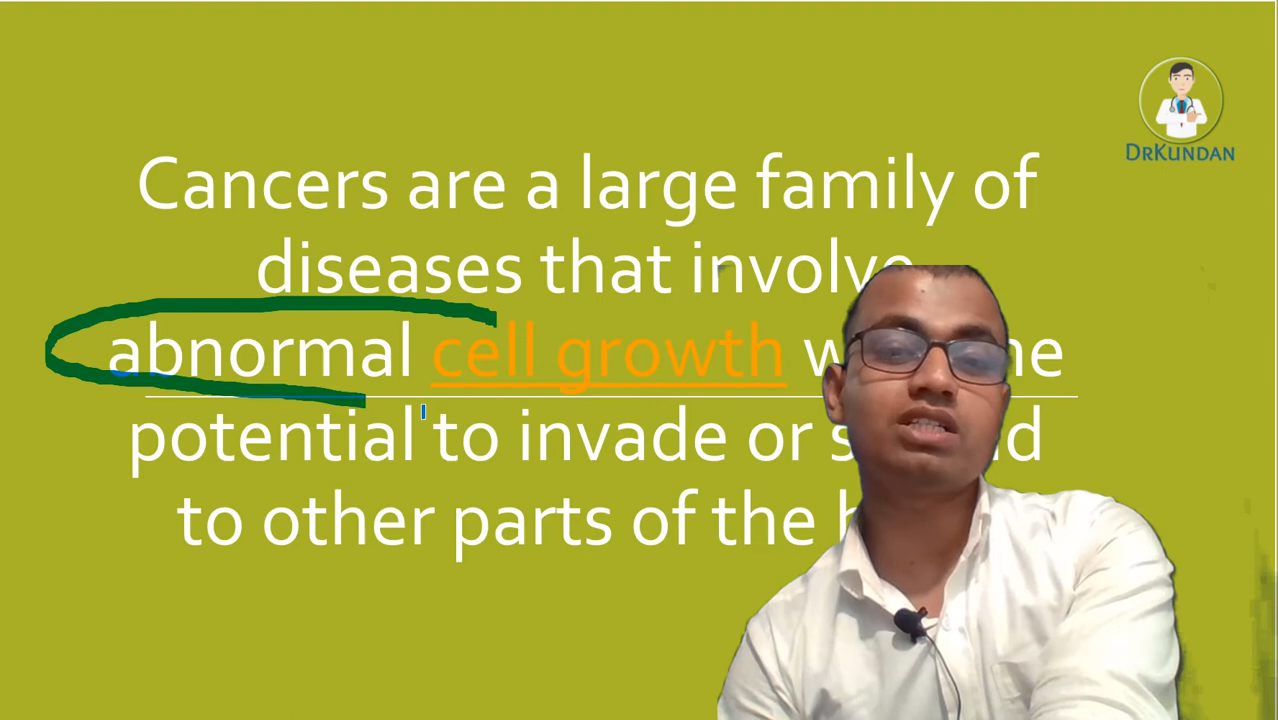 DRKUNDAN
Cancers are a large family of
diseases that involve
abnormal cell growth
potential to invade or
to other parts of the